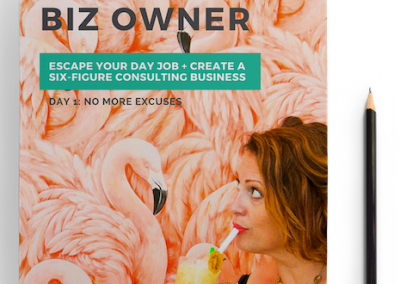 BIZ OWNER
ESCAPE YOUR DAY JOB + CREATE A
SIX-FIGURE CONSULTING BUSINESS
DAY 1: NO MORE EXCUSES